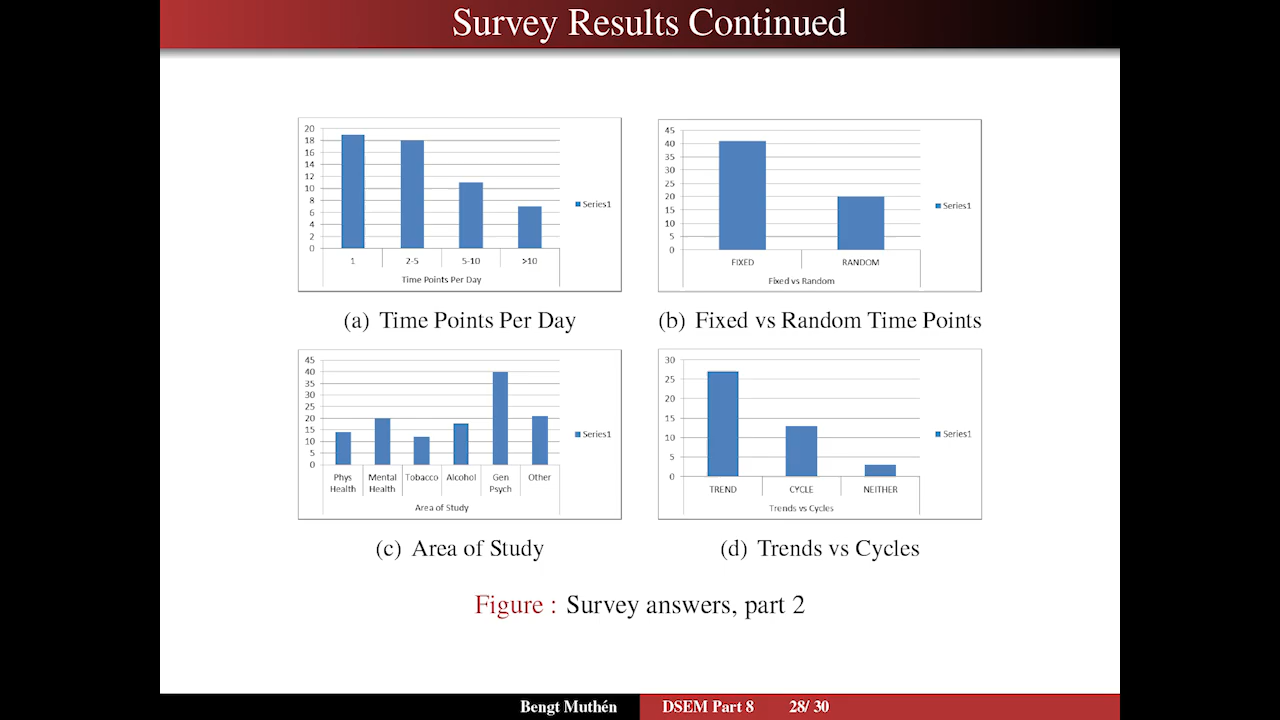 Survey Results Continued
20
18
16
14
12
10
8
6
4
2
0
1 2-5 5-10 >10
Time Points Per Day
Series1
(a) Time Points Per Day
45
40
35
30
25
20
15
10
5
0
FIXED RANDOM
Fixed vs Random
Series1
(b) Fixed vs Random Time Points
45
40
35
30
25
20
15
10
5
0
Phys Mental Tobacco Alcohol Gen Other
Health Health Psych
Area of Study
Series1
(c) Area of Study
30
25
20
15
10
5
0
TREND CYCLE NEITHER
Trends vs Cycles
Series1
(d) Trends vs Cycles
Figure : Survey answers, part 2
Bengt Muthén DSEM Part 8 28/ 30